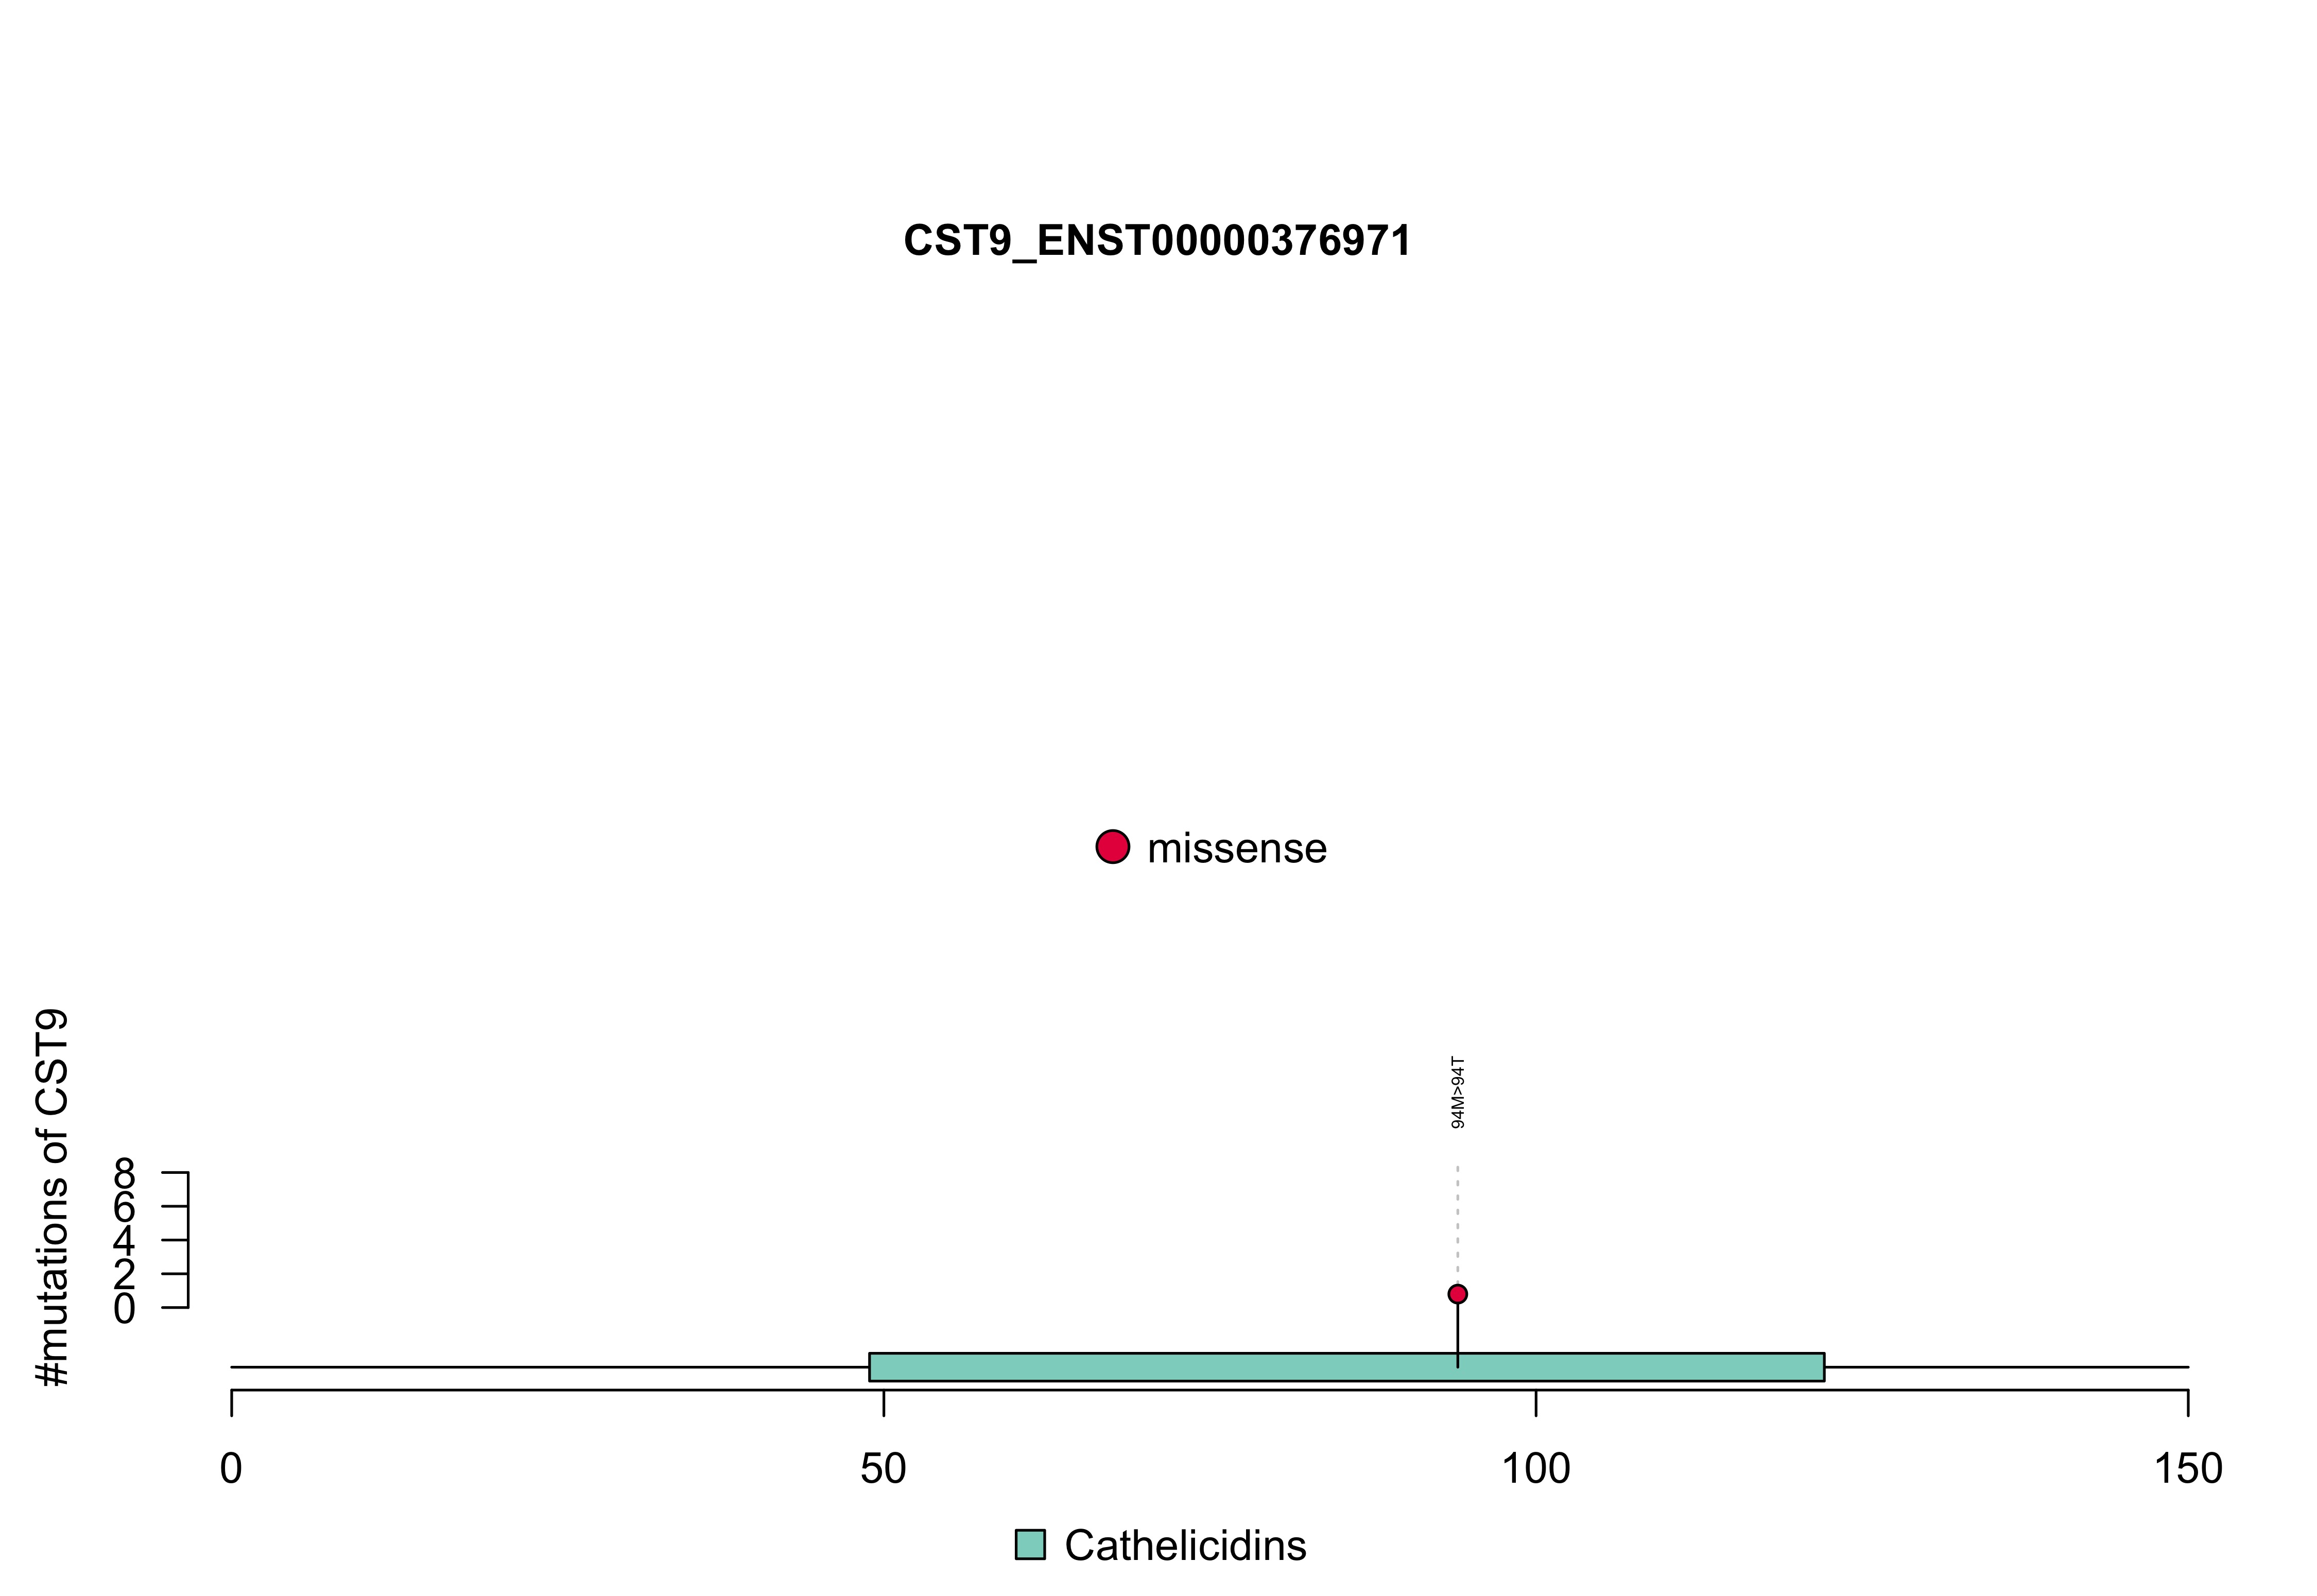 CST9_ENST00000376971
missense
#mutations of CST9
94M>94T
8
6
4
2
0
0 50 100 150
Cathelicidins